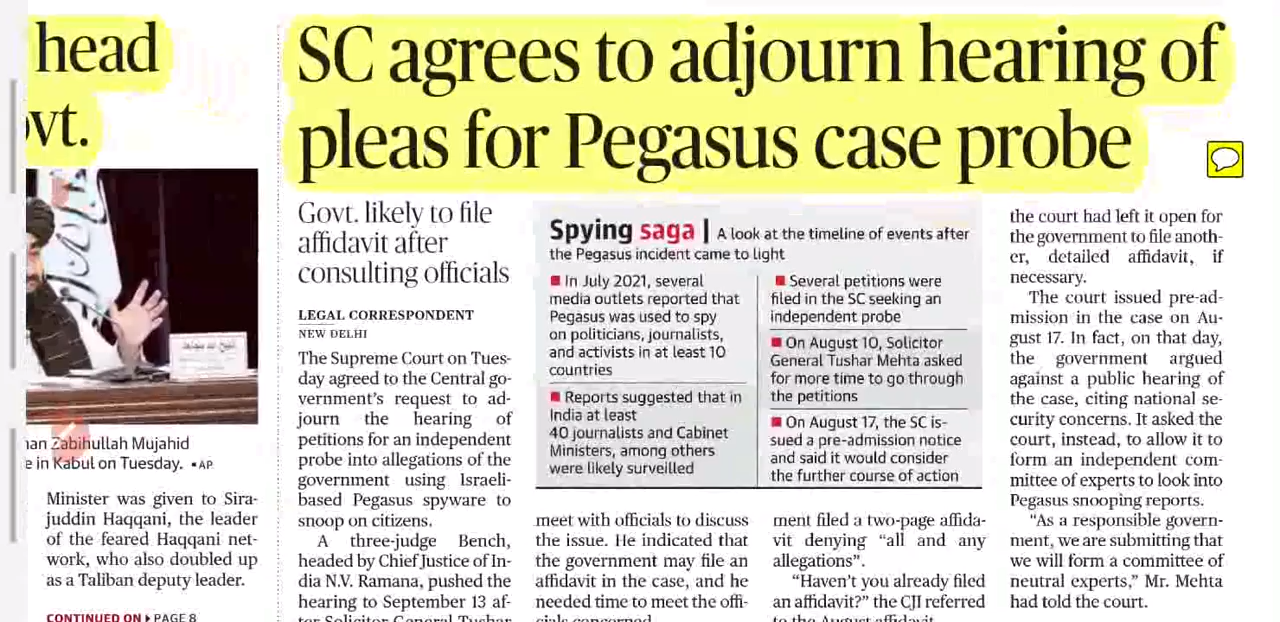 head
vt.
nan Zabihullah Mujahid
e in Kabul on Tuesday. ▪ AP
Minister was given to Sira-
juddin Haqqani, the leader
of the feared Haqqani net-
work, who also doubled up
as a Taliban deputy leader.
CONTINUED ON ▶ PAGE 8
SC agrees to adjourn hearing of
pleas for Pegasus case probe
Govt. likely to file
affidavit after
consulting officials
LEGAL CORRESPONDENT
NEW DELHI
The Supreme Court on Tues-
day agreed to the Central go-
vernment's request to ad-
journ the hearing of
petitions for an independent
probe into allegations of the
government using Israeli-
based Pegasus spyware to
snoop on citizens.
A three-judge Bench,
headed by Chief Justice of In-
dia N.V. Ramana, pushed the
hearing to September 13 af-
ter Solicitor General Tushar
Spying saga | A look at the timeline of events after
the Pegasus incident came to light
■ In July 2021, several
media outlets reported that
Pegasus was used to spy
on politicians, journalists,
and activists in at least 10
countries
■ Reports suggested that in
India at least
40 journalists and Cabinet
Ministers, among others
were likely surveilled
■ Several petitions were
filed in the SC seeking an
independent probe
■ On August 10, Solicitor
General Tushar Mehta asked
for more time to go through
the petitions
■ On August 17, the SC is-
sued a pre-admission notice
and said it would consider
the further course of action
meet with officials to discuss
the issue. He indicated that
the government may file an
affidavit in the case, and he
needed time to meet the offi-
cials concerned.
ment filed a two-page affida-
vit denying “all and any
allegations”.
“Haven't you already filed
an affidavit?” the CJI referred
to the August affidavit.
the court had left it open for
the government to file anoth-
er, detailed affidavit, if
necessary.
The court issued pre-ad-
mission in the case on Au-
gust 17. In fact, on that day,
the government argued
against a public hearing of
the case, citing national se-
curity concerns. It asked the
court, instead, to allow it to
form an independent com-
mittee of experts to look into
Pegasus snooping reports.
“As a responsible govern-
ment, we are submitting that
we will form a committee of
neutral experts,” Mr. Mehta
had told the court.